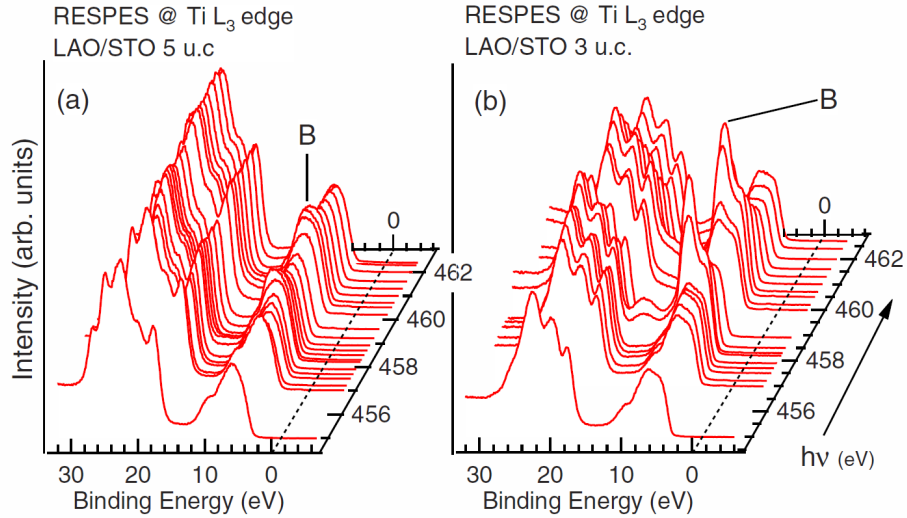 RESPES @ Ti L3 edge
LAO/STO 5 u.c
(a)
B
Intensity (arb. units)
0
462
460
458
456
30 20 10 0
Binding Energy (eV)
RESPES @ Ti L3 edge
LAO/STO 3 u.c.
(b)
B
0
462
460
458
456
hν (eV)
30 20 10 0
Binding Energy (eV)